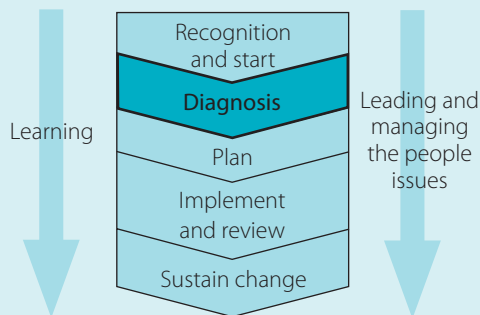 Recognition
and start
Diagnosis
Plan
Implement
and review
Sustain change
Learning
Leading and
managing
the people
issues